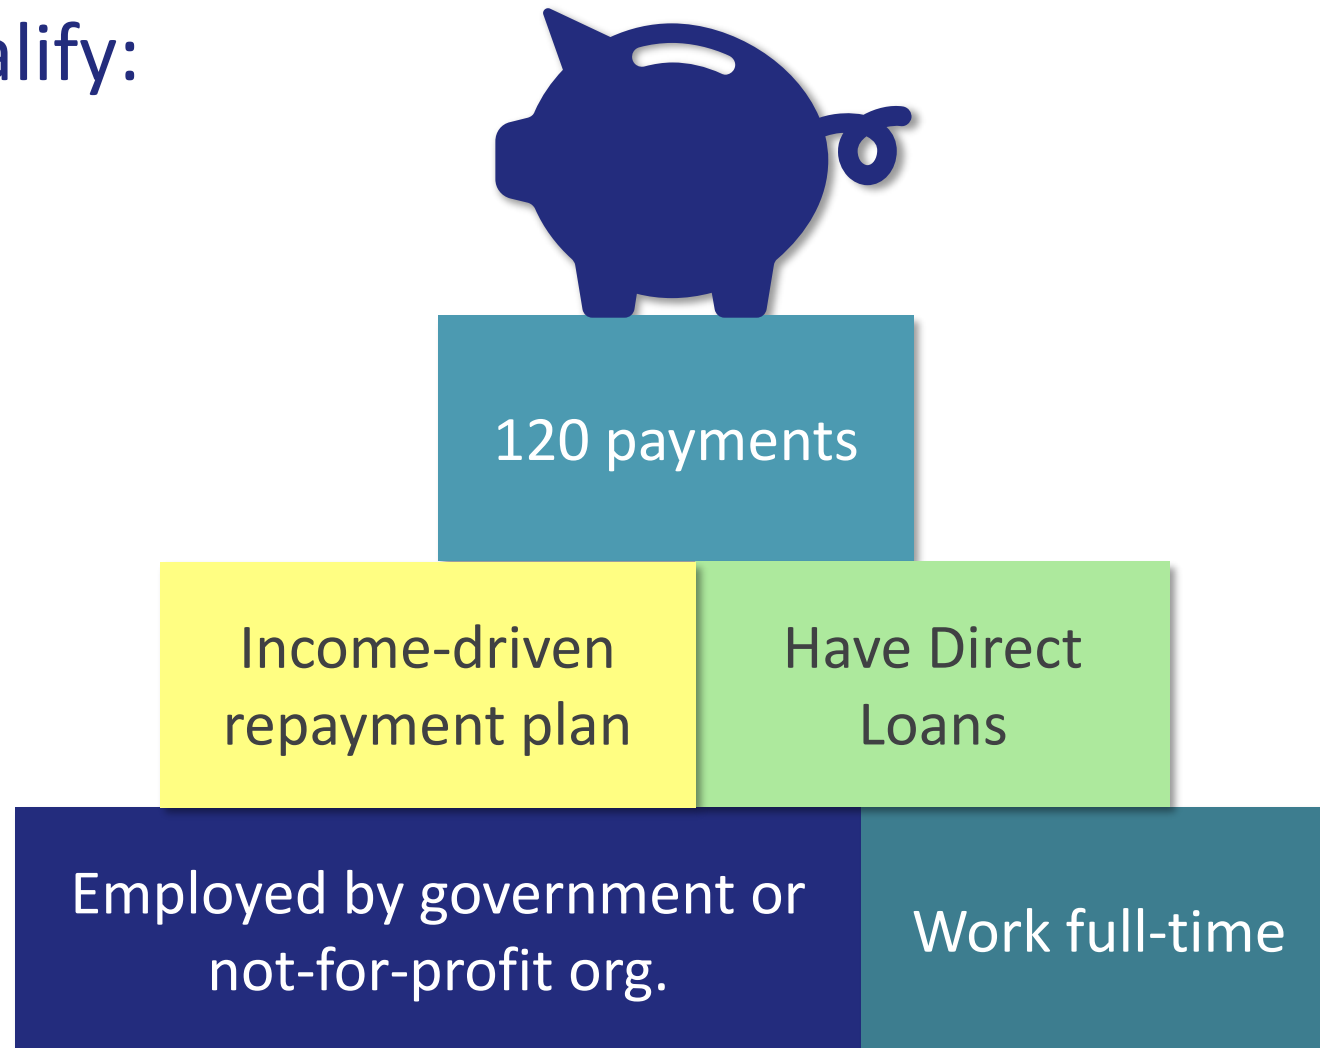 alify:
120 payments
Income-driven
repayment plan
Have Direct
Loans
Employed by government or
not-for-profit org.
Work full-time